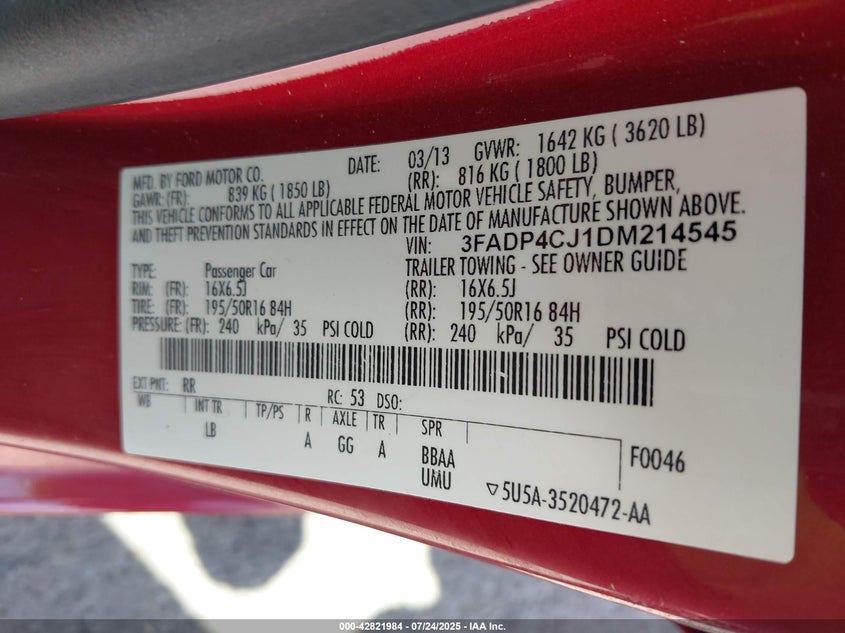 MFD. BY FORD MOTOR CO. DATE: 03/13 GVWR: 1642 KG ( 3620 LB)
GAWR: (FR): 839 KG ( 1850 LB) (RR): 816 KG ( 1800 LB)
THIS VEHICLE CONFORMS TO ALL APPLICABLE FEDERAL MOTOR VEHICLE SAFETY, BUMPER,
AND THEFT PREVENTION STANDARDS IN EFFECT ON THE DATE OF MANUFACTURE SHOWN ABOVE.
VIN: 3FADP4CJ1DM214545
TYPE: Passenger Car TRAILER TOWING - SEE OWNER GUIDE
RIM: (FR): 16X6.5J (RR): 16X6.5J
TIRE: (FR): 195/50R16 84H (RR): 195/50R16 84H
PRESSURE: (FR): 240 kPa/ 35 PSI COLD (RR): 240 kPa/ 35 PSI COLD
EXT PNT: RR RC: 53 DSO:
WB INT TR TP/PS R AXLE TR SPR
LB A GG A BBAA F0046
UMU
5U5A-3520472-AA
000-42821984 - 07/24/2025 - IAA Inc.